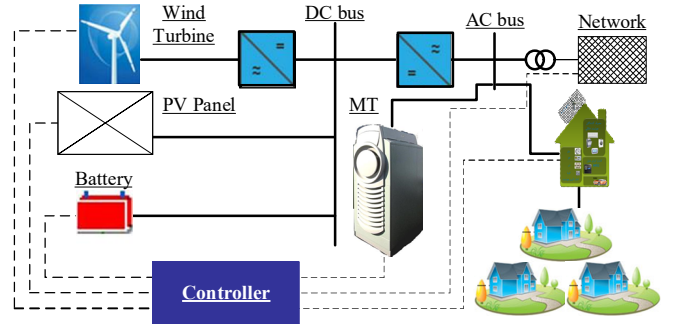 Wind
Turbine
DC bus
AC bus
Network
=
≈
≈
=
PV Panel
MT
Battery
Controller